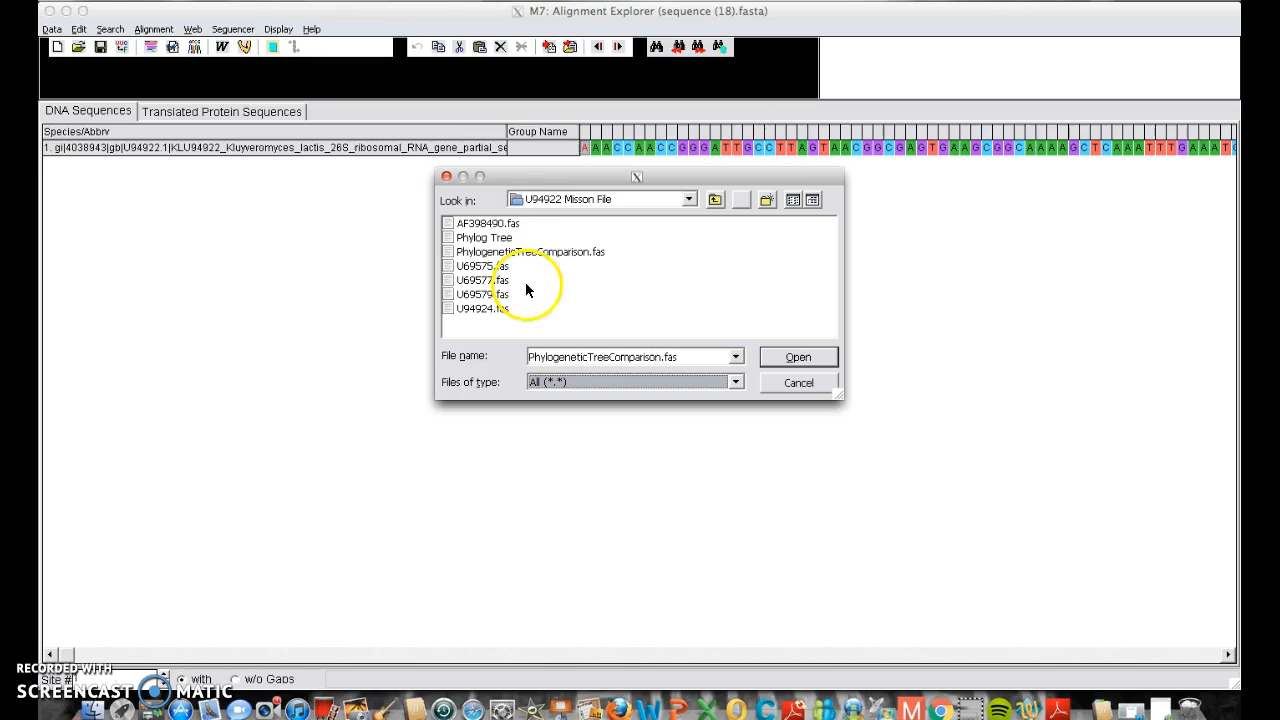 M7: Alignment Explorer (sequence (18).fasta)
Data Edit Search Alignment Web Sequencer Display Help
DNA Sequences Translated Protein Sequences
Species/Abbrv Group Name
1. gi|4038943|gb|U94922.1|KLU94922_Kluyveromyces_lactis_26S_ribosomal_RNA_gene_partial_se A A A C C A A C C G G G A T T G C C T T A G T A A C G G C G A G T G A A G C G G C A A A A G C T C A A A T T T G A A A T C
Look in: U94922 Misson File
AF398490.fas
Phylog Tree
PhylogeneticTreeComparison.fas
U69575.fas
U69577.fas
U69579.fas
U94924.fas
File name: PhylogeneticTreeComparison.fas Open
Files of type: All (*.*) Cancel
RECORDED WITH
Site # with w/o Gaps
SCREENCAST MATIC